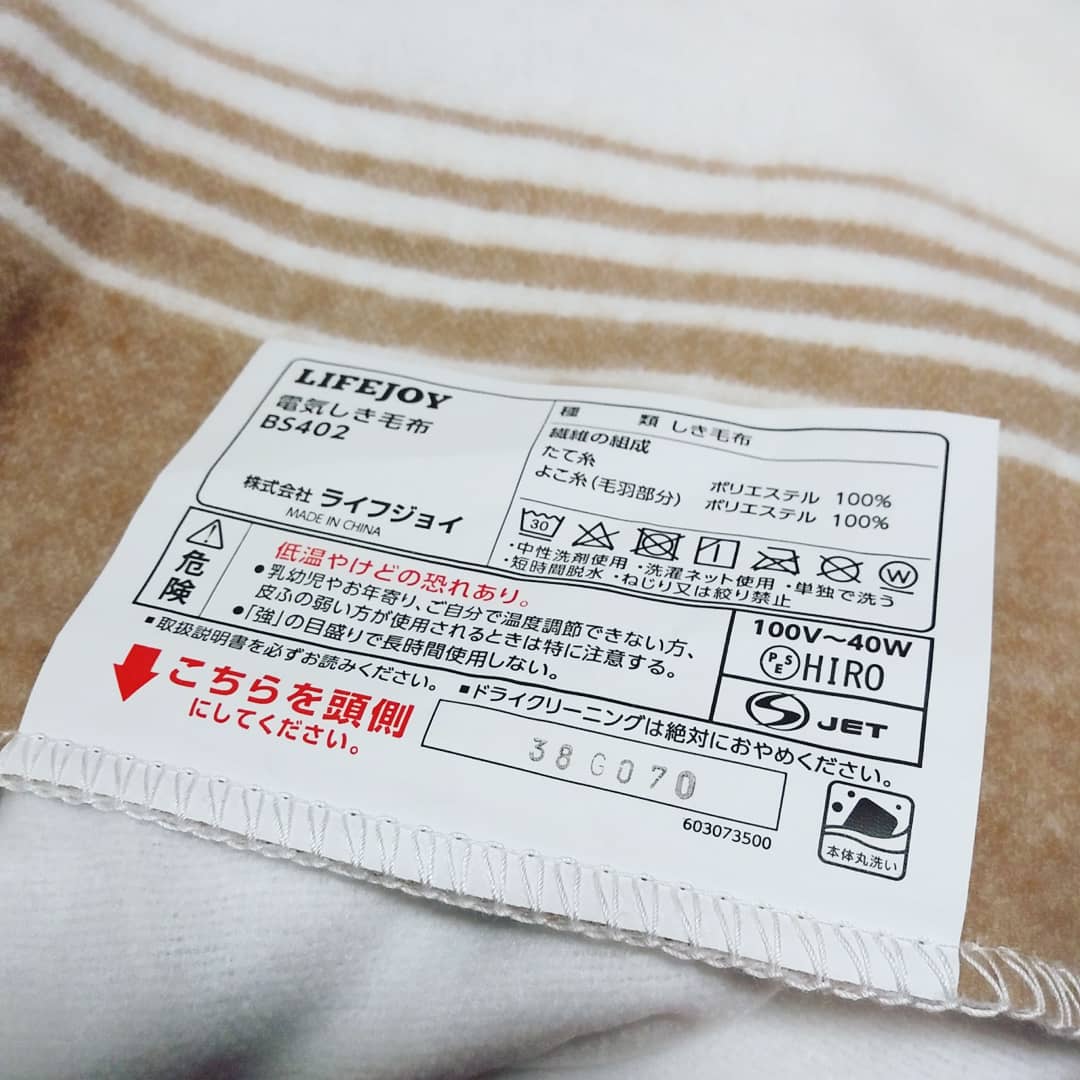 LIFEJOY
電気しき毛布
BS402
株式会社 ライフジョイ
MADE IN CHINA
種 類 しき毛布
繊維の組成
たて糸 ポリエステル 100%
よこ糸(毛羽部分) ポリエステル 100%
30
W
・中性洗剤使用 ・洗濯ネット使用 ・単独で洗う
・短時間脱水 ・ねじり又は絞り禁止
危険
低温やけどの恐れあり。
●乳幼児やお年寄り、ご自分で温度調節できない方、
皮ふの弱い方が使用されるときは特に注意する。
●「強」の目盛りで長時間使用しない。
100V〜40W
PSE HIRO
JET
■取扱説明書を必ずお読みください。 ■ドライクリーニングは絶対におやめください。
こちらを頭側
にしてください。
38G070
603073500
本体丸洗い